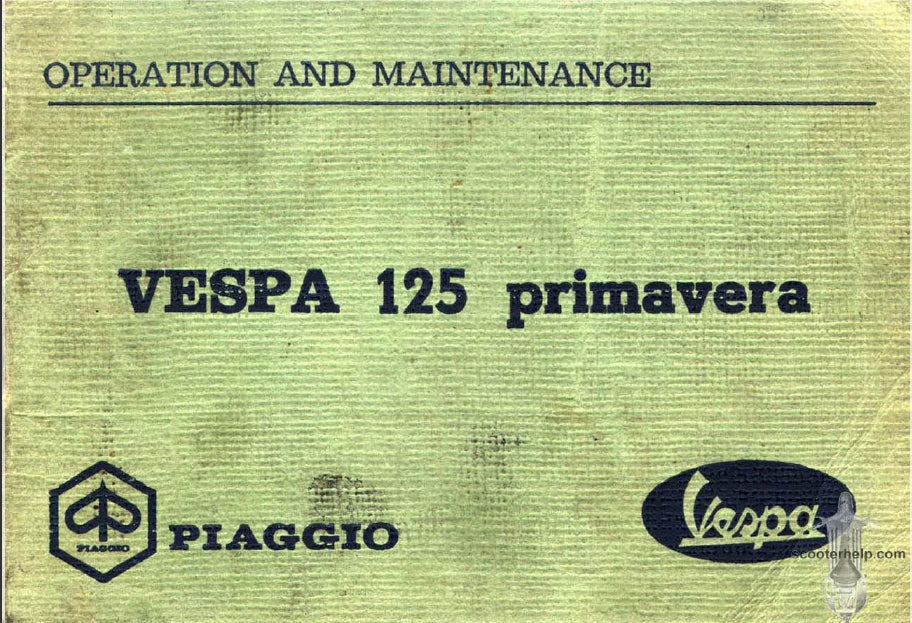 OPERATION AND MAINTENANCE
VESPA 125 primavera
PIAGGIO
PIAGGIO
Vespa
scooterhelp.com